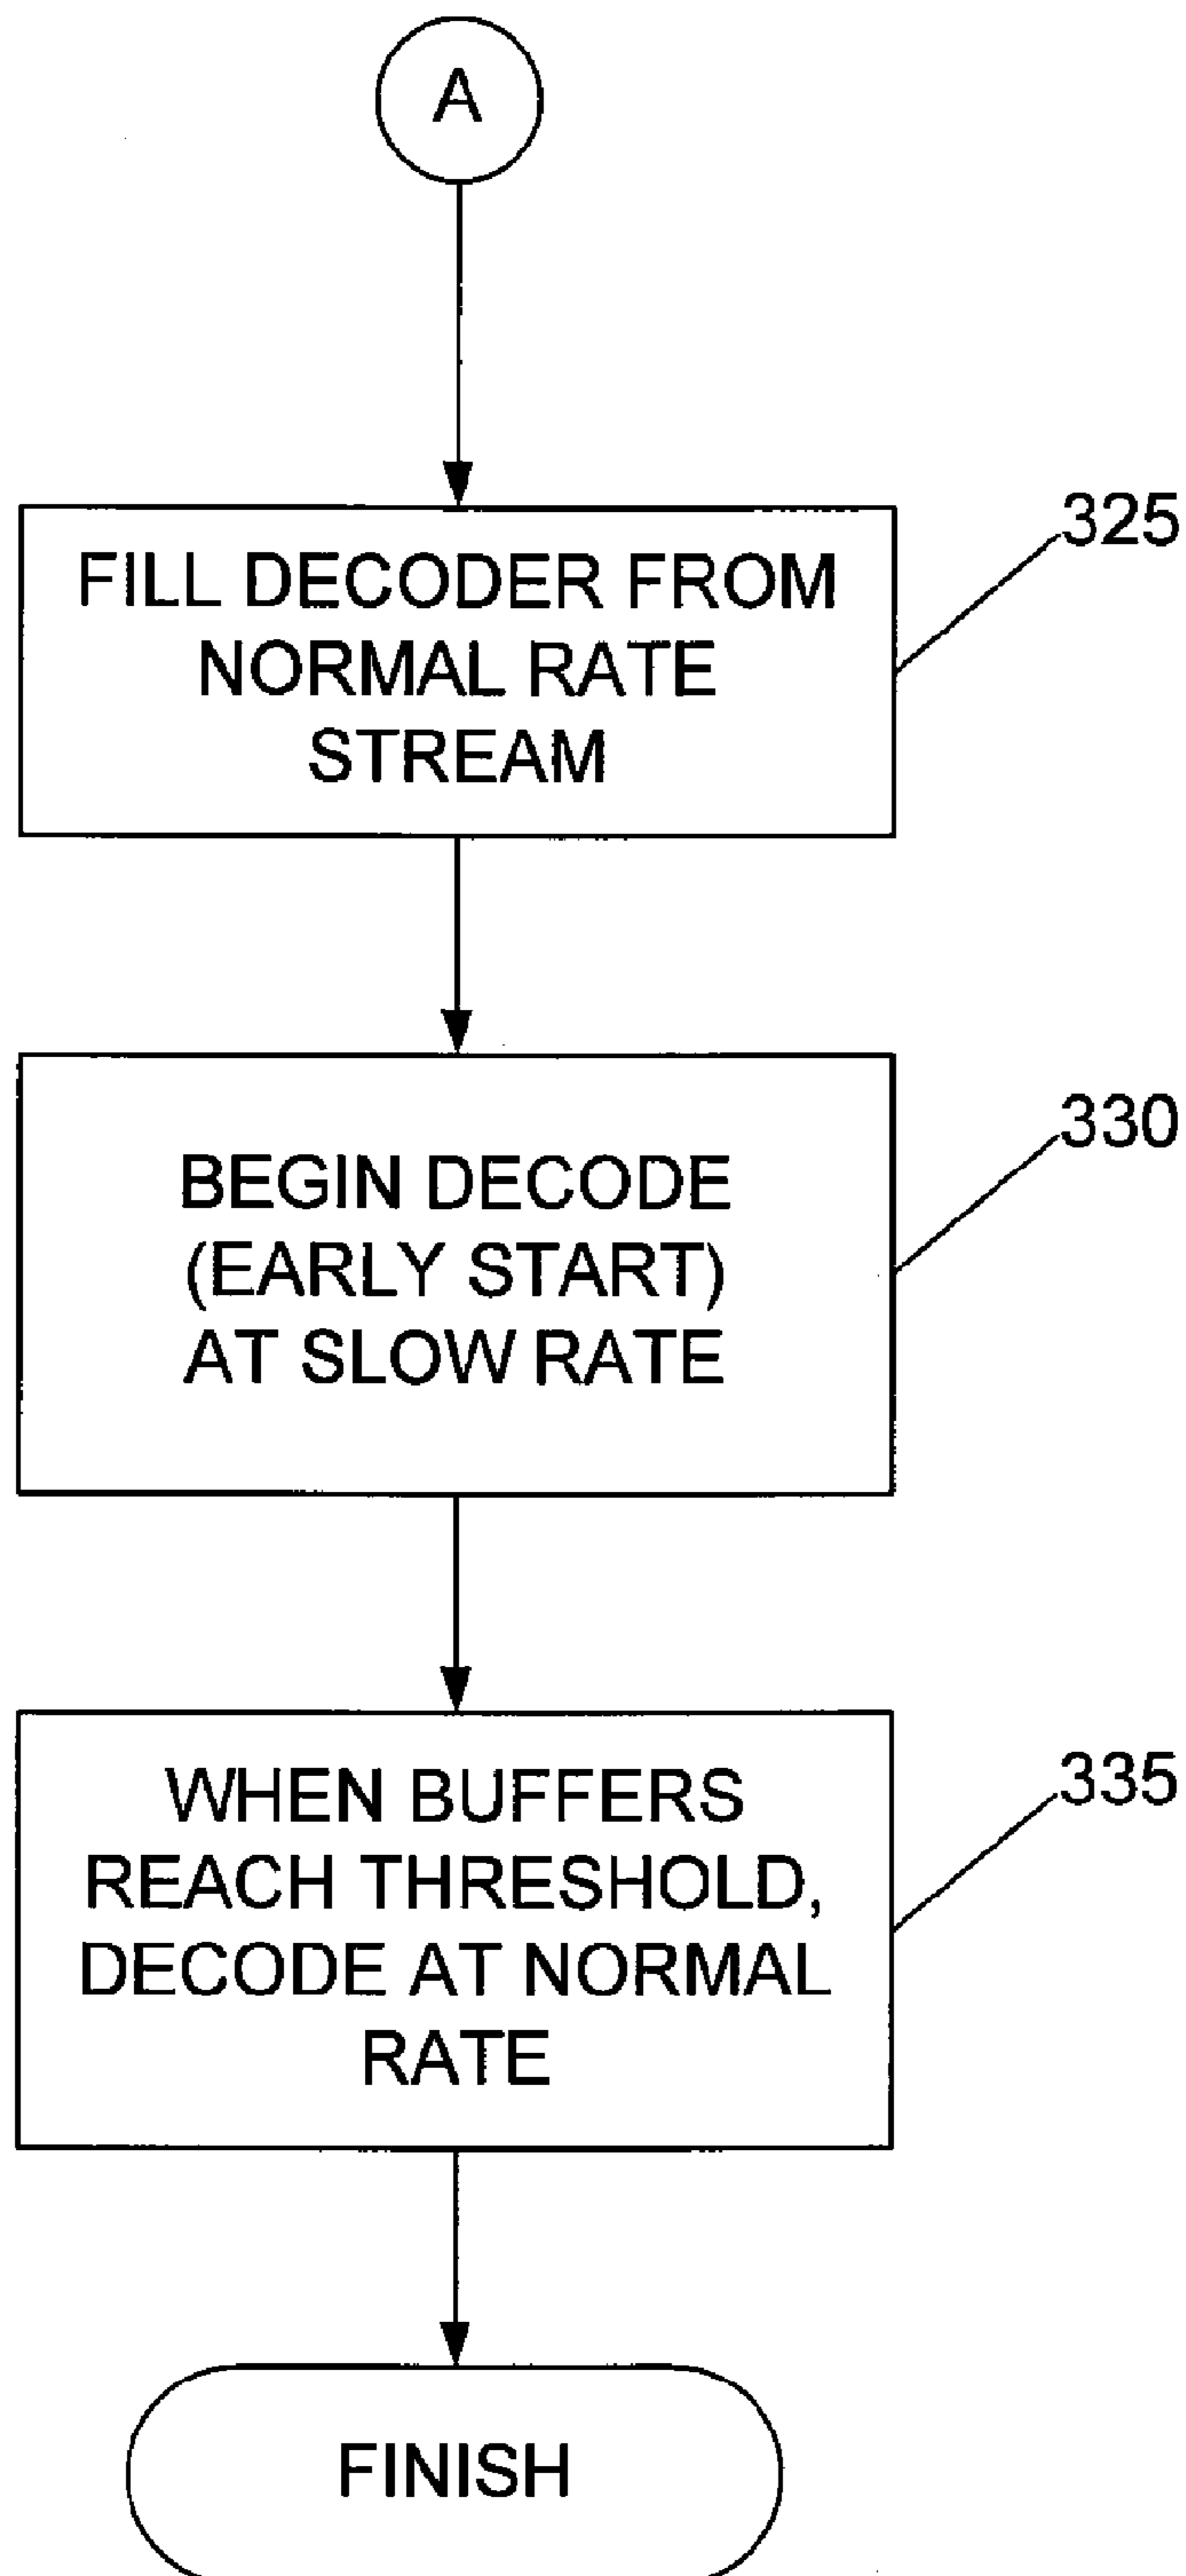 A
FILL DECODER FROM
NORMAL RATE
STREAM
325
BEGIN DECODE
(EARLY START)
AT SLOW RATE
330
WHEN BUFFERS
REACH THRESHOLD,
DECODE AT NORMAL
RATE
335
FINISH